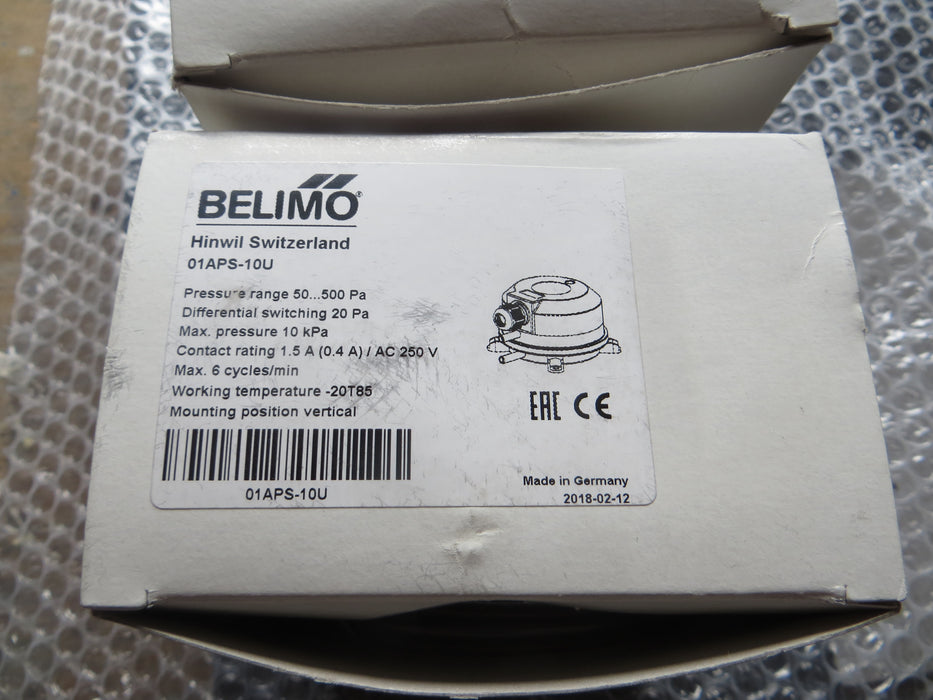 BELIMO®
Hinwil Switzerland
01APS-10U
Pressure range 50...500 Pa
Differential switching 20 Pa
Max. pressure 10 kPa
Contact rating 1.5 A (0.4 A) / AC 250 V
Max. 6 cycles/min
Working temperature -20T85
Mounting position vertical
01APS-10U
EAC CE
Made in Germany
2018-02-12